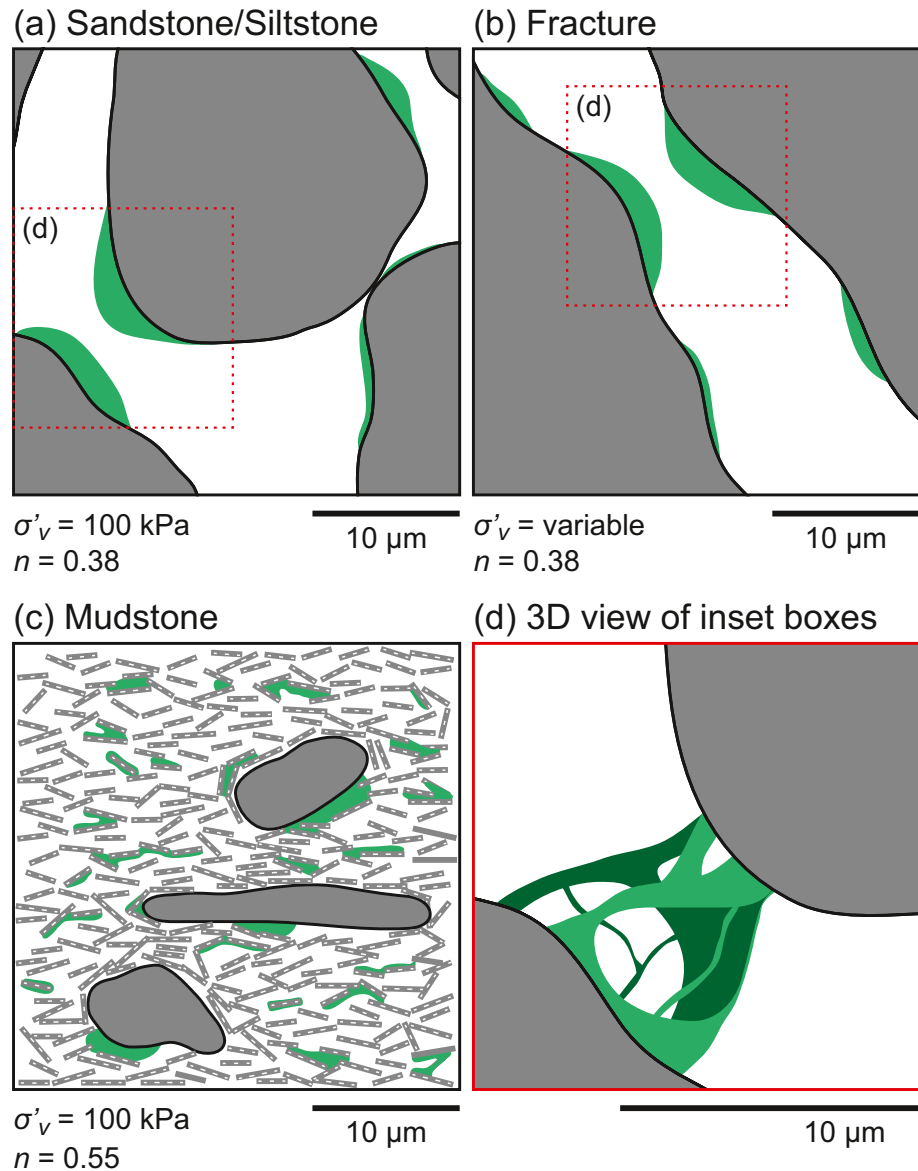 (a) Sandstone/Siltstone
(b) Fracture
(d)
(d)
σ'v = 100 kPa
n = 0.38
10 µm
σ'v = variable
n = 0.38
10 µm
(c) Mudstone
(d) 3D view of inset boxes
σ'v = 100 kPa
n = 0.55
10 µm
10 µm